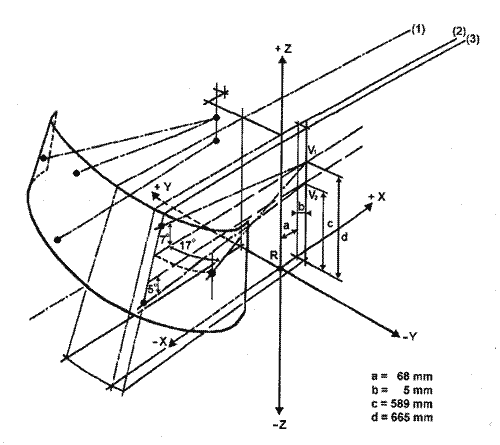 (1)
(2)
(3)
+ Z
V₁
+ Y
+ X
V₂
b
a
c
d
7°
17°
R
5°
- X
- Y
a = 68 mm
b = 5 mm
c = 589 mm
d = 665 mm
-Z